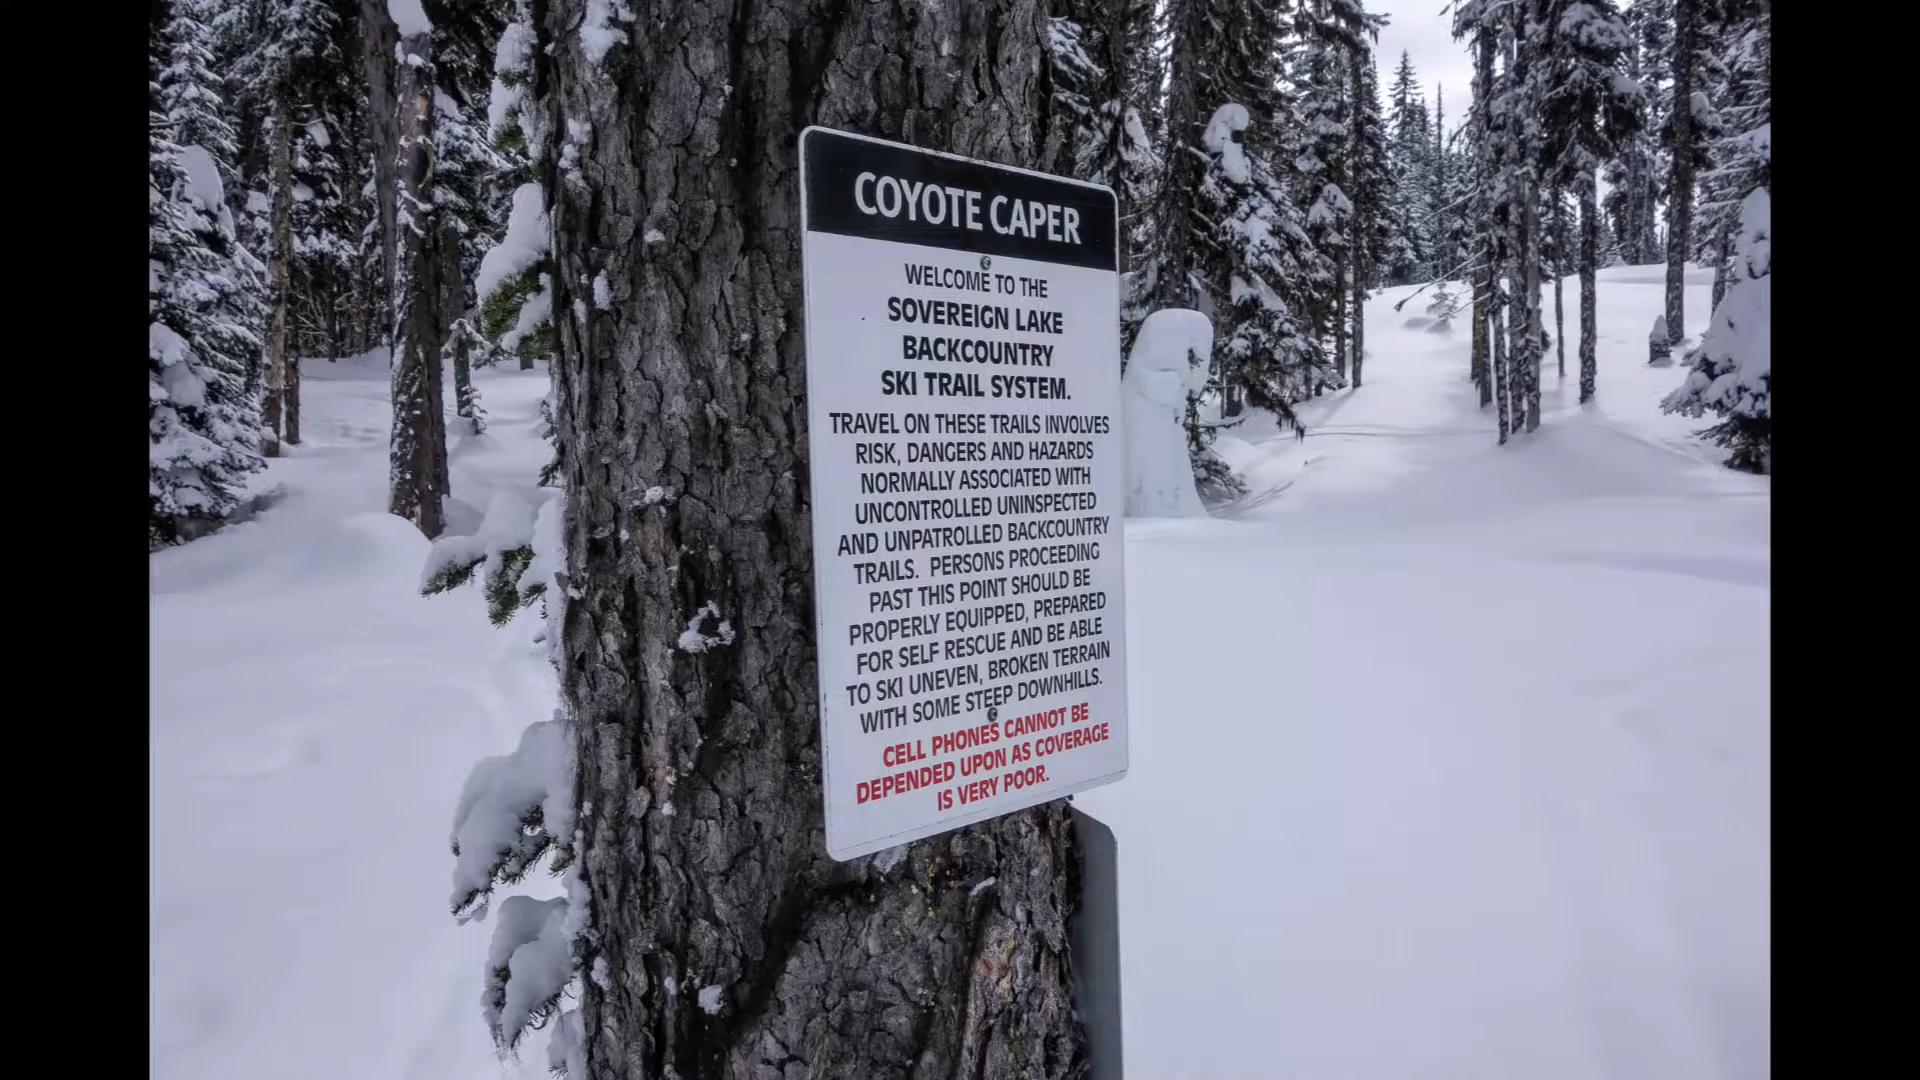 COYOTE CAPER
WELCOME TO THE
SOVEREIGN LAKE
BACKCOUNTRY
SKI TRAIL SYSTEM.
TRAVEL ON THESE TRAILS INVOLVES
RISK, DANGERS AND HAZARDS
NORMALLY ASSOCIATED WITH
UNCONTROLLED UNINSPECTED
AND UNPATROLLED BACKCOUNTRY
TRAILS. PERSONS PROCEEDING
PAST THIS POINT SHOULD BE
PROPERLY EQUIPPED, PREPARED
FOR SELF RESCUE AND BE ABLE
TO SKI UNEVEN, BROKEN TERRAIN
WITH SOME STEEP DOWNHILLS.
CELL PHONES CANNOT BE
DEPENDED UPON AS COVERAGE
IS VERY POOR.